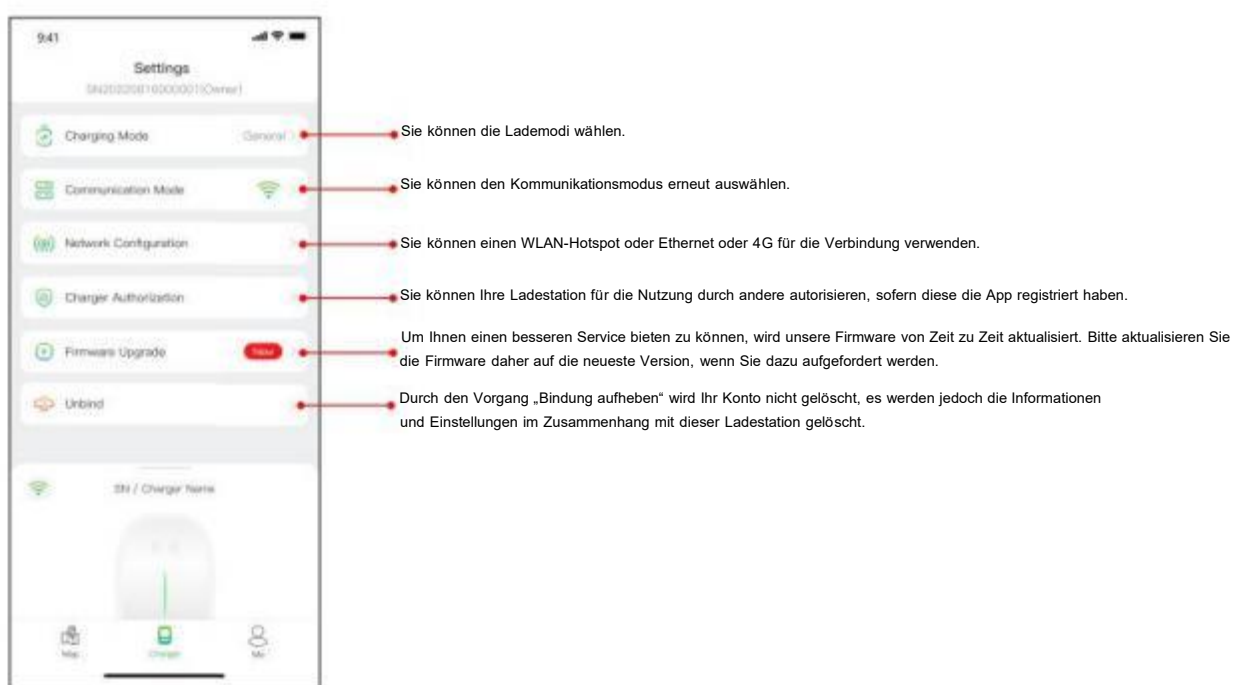 9:41
Settings
SN20220816000001(Owner)
Charging Mode
General
Sie können die Lademodi wählen.
Communication Mode
Sie können den Kommunikationsmodus erneut auswählen.
Network Configuration
Sie können einen WLAN-Hotspot oder Ethernet oder 4G für die Verbindung verwenden.
Charger Authorization
Sie können Ihre Ladestation für die Nutzung durch andere autorisieren, sofern diese die App registriert haben.
Firmware Upgrade
New
Um Ihnen einen besseren Service bieten zu können, wird unsere Firmware von Zeit zu Zeit aktualisiert. Bitte aktualisieren Sie
die Firmware daher auf die neueste Version, wenn Sie dazu aufgefordert werden.
Unbind
Durch den Vorgang „Bindung aufheben“ wird Ihr Konto nicht gelöscht, es werden jedoch die Informationen
und Einstellungen im Zusammenhang mit dieser Ladestation gelöscht.
SN / Charger Name
Map
Charger
Me